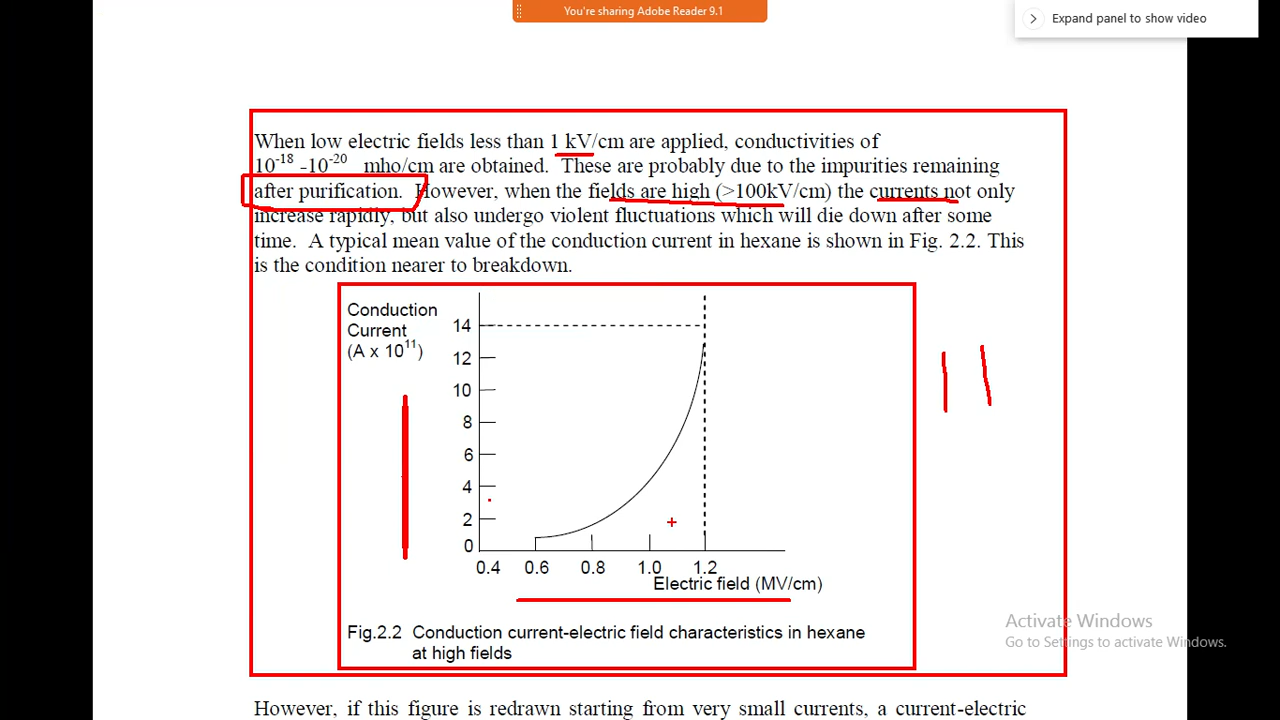 You're sharing Adobe Reader 9.1
Expand panel to show video
When low electric fields less than 1 kV/cm are applied, conductivities of
10-18 -10-20 mho/cm are obtained. These are probably due to the impurities remaining
after purification. However, when the fields are high (>100kV/cm) the currents not only
increase rapidly, but also undergo violent fluctuations which will die down after some
time. A typical mean value of the conduction current in hexane is shown in Fig. 2.2. This
is the condition nearer to breakdown.
Conduction
Current
(A x 1011)
14
12
10
8
6
4
2
0
0.4 0.6 0.8 1.0 1.2
Electric field (MV/cm)
Fig.2.2 Conduction current-electric field characteristics in hexane
at high fields
Activate Windows
Go to Settings to activate Windows.
However, if this figure is redrawn starting from very small currents, a current-electric